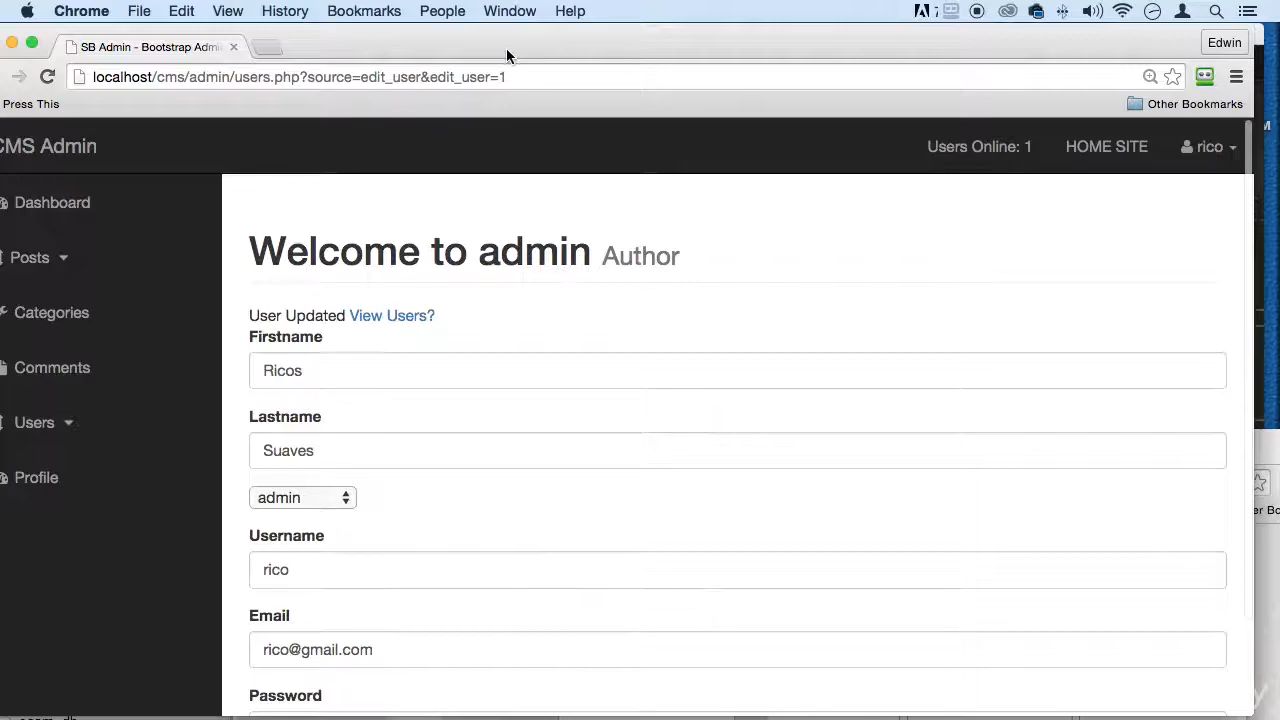 Chrome File Edit View History Bookmarks People Window Help
SB Admin - Bootstrap Admi
Edwin
localhost/cms/admin/users.php?source=edit_user&edit_user=1
Press This
Other Bookmarks
CMS Admin
Users Online: 1 HOME SITE rico
Dashboard
Posts
Categories
Comments
Users
Profile
Welcome to admin Author
User Updated View Users?
Firstname
Ricos
Lastname
Suaves
admin
Username
rico
Email
rico@gmail.com
Password